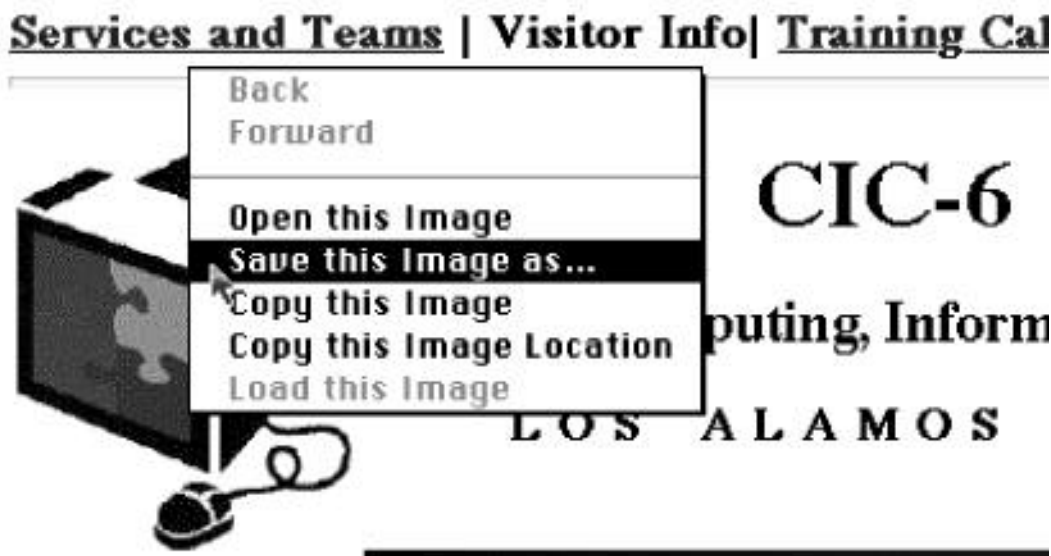 Services and Teams | Visitor Info| Training Cal
Back
Forward
Open this Image
Save this Image as...
Copy this Image
Copy this Image Location
Load this Image
CIC-6
puting, Inform
LOS ALAMOS